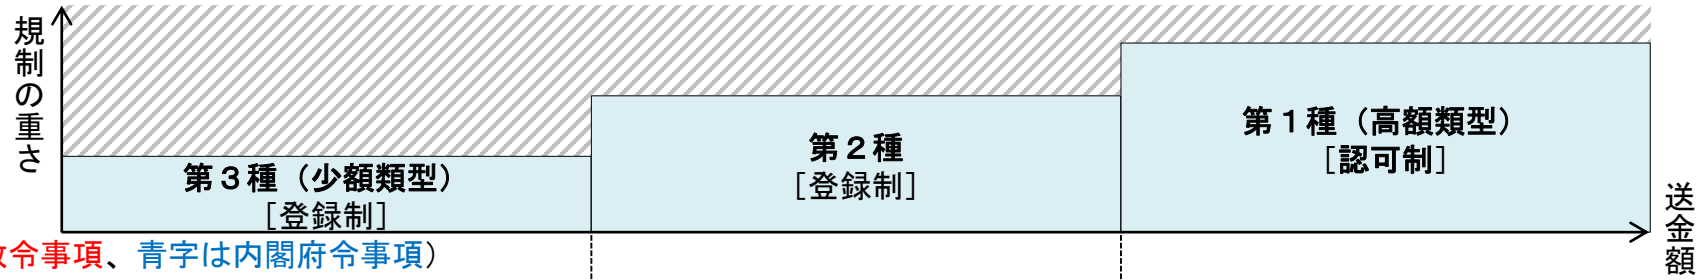 規制の重さ
第３種（少額類型）
［登録制］
第２種
［登録制］
第１種（高額類型）
［認可制］
送金額
令事項、青字は内閣府令事項）